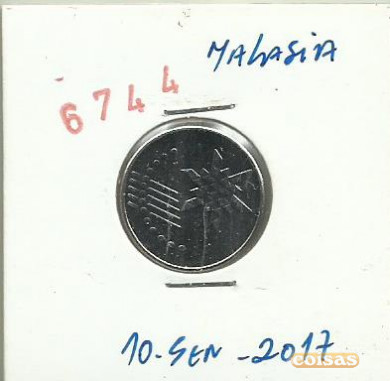 MALASIA
6744
10-SEN-2017
coisas